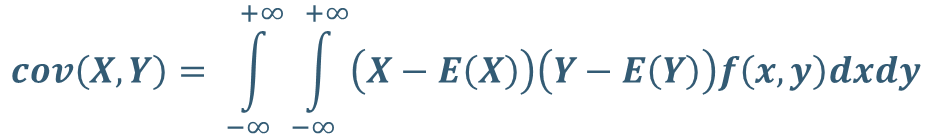 cov(X, Y) = ∫_{−∞}^{+∞} ∫_{−∞}^{+∞} (X − E(X))(Y − E(Y))f(x, y)dxdy